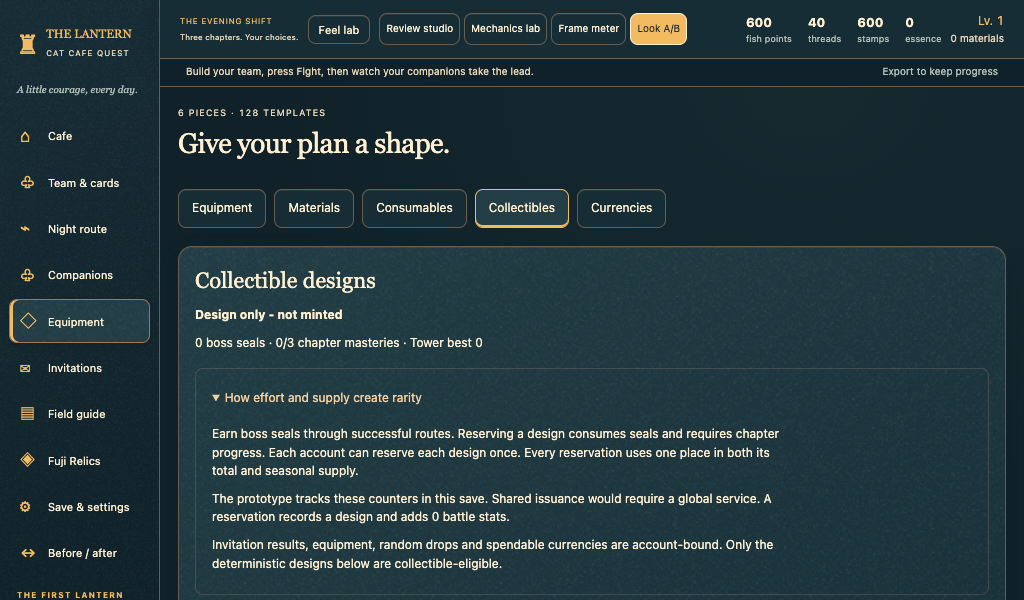 THE LANTERN
CAT CAFE QUEST
A little courage, every day.
Cafe
Team & cards
Night route
Companions
Equipment
Invitations
Field guide
Fuji Relics
Save & settings
Before / after
THE FIRST LANTERN
THE EVENING SHIFT
Three chapters. Your choices.
Feel lab
Review studio
Mechanics lab
Frame meter
Look A/B
600 fish points
40 threads
600 stamps
0 essence
Lv. 1
0 materials
Build your team, press Fight, then watch your companions take the lead.
Export to keep progress
6 PIECES · 128 TEMPLATES
Give your plan a shape.
Equipment
Materials
Consumables
Collectibles
Currencies
Collectible designs
Design only - not minted
0 boss seals · 0/3 chapter masteries · Tower best 0
▼ How effort and supply create rarity
Earn boss seals through successful routes. Reserving a design consumes seals and requires chapter
progress. Each account can reserve each design once. Every reservation uses one place in both its
total and seasonal supply.
The prototype tracks these counters in this save. Shared issuance would require a global service. A
reservation records a design and adds 0 battle stats.
Invitation results, equipment, random drops and spendable currencies are account-bound. Only the
deterministic designs below are collectible-eligible.